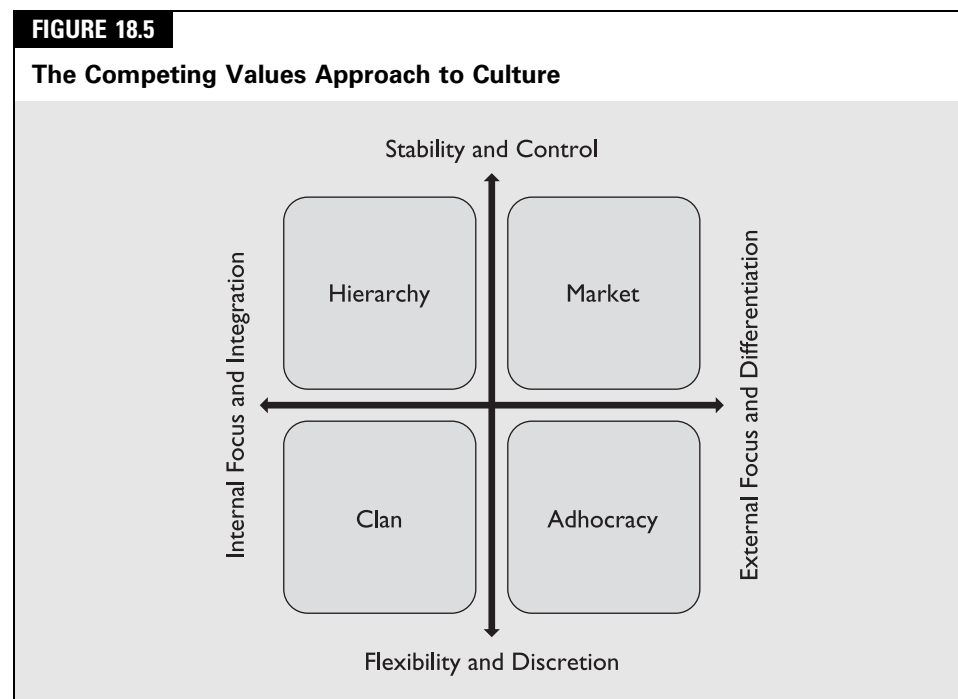 FIGURE 18.5
The Competing Values Approach to Culture
Stability and Control
Internal Focus and Integration
Hierarchy
Market
External Focus and Differentiation
Clan
Adhocracy
Flexibility and Discretion